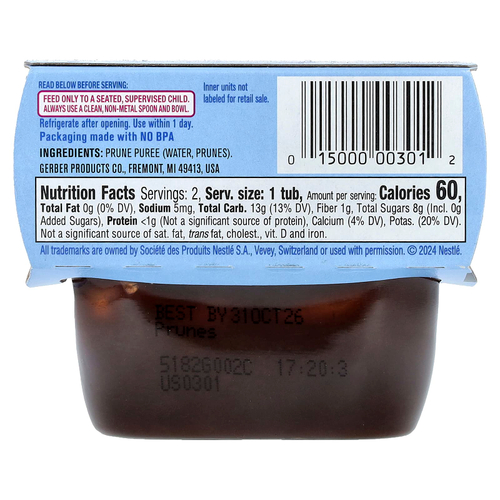 READ BELOW BEFORE SERVING:
FEED ONLY TO A SEATED, SUPERVISED CHILD.
ALWAYS USE A CLEAN, NON-METAL SPOON AND BOWL.
Refrigerate after opening. Use within 1 day.
Packaging made with NO BPA
Inner units not
labeled for retail sale.
0 15000 00301 2
INGREDIENTS: PRUNE PUREE (WATER, PRUNES).
GERBER PRODUCTS CO., FREMONT, MI 49413, USA
Nutrition Facts Servings: 2, Serv. size: 1 tub, Amount per serving: Calories 60,
Total Fat 0g (0% DV), Sodium 5mg, Total Carb. 13g (13% DV), Fiber 1g, Total Sugars 8g (Incl. 0g
Added Sugars), Protein <1g (Not a significant source of protein), Calcium (4% DV), Potas. (20% DV).
Not a significant source of sat. fat, trans fat, cholest., vit. D and iron.
All trademarks are owned by Société des Produits Nestlé S.A., Vevey, Switzerland or used with permission. © 2024 Nestlé.
BEST BY 31OCT26
Prunes
5182G002C 17:20:3
US0301